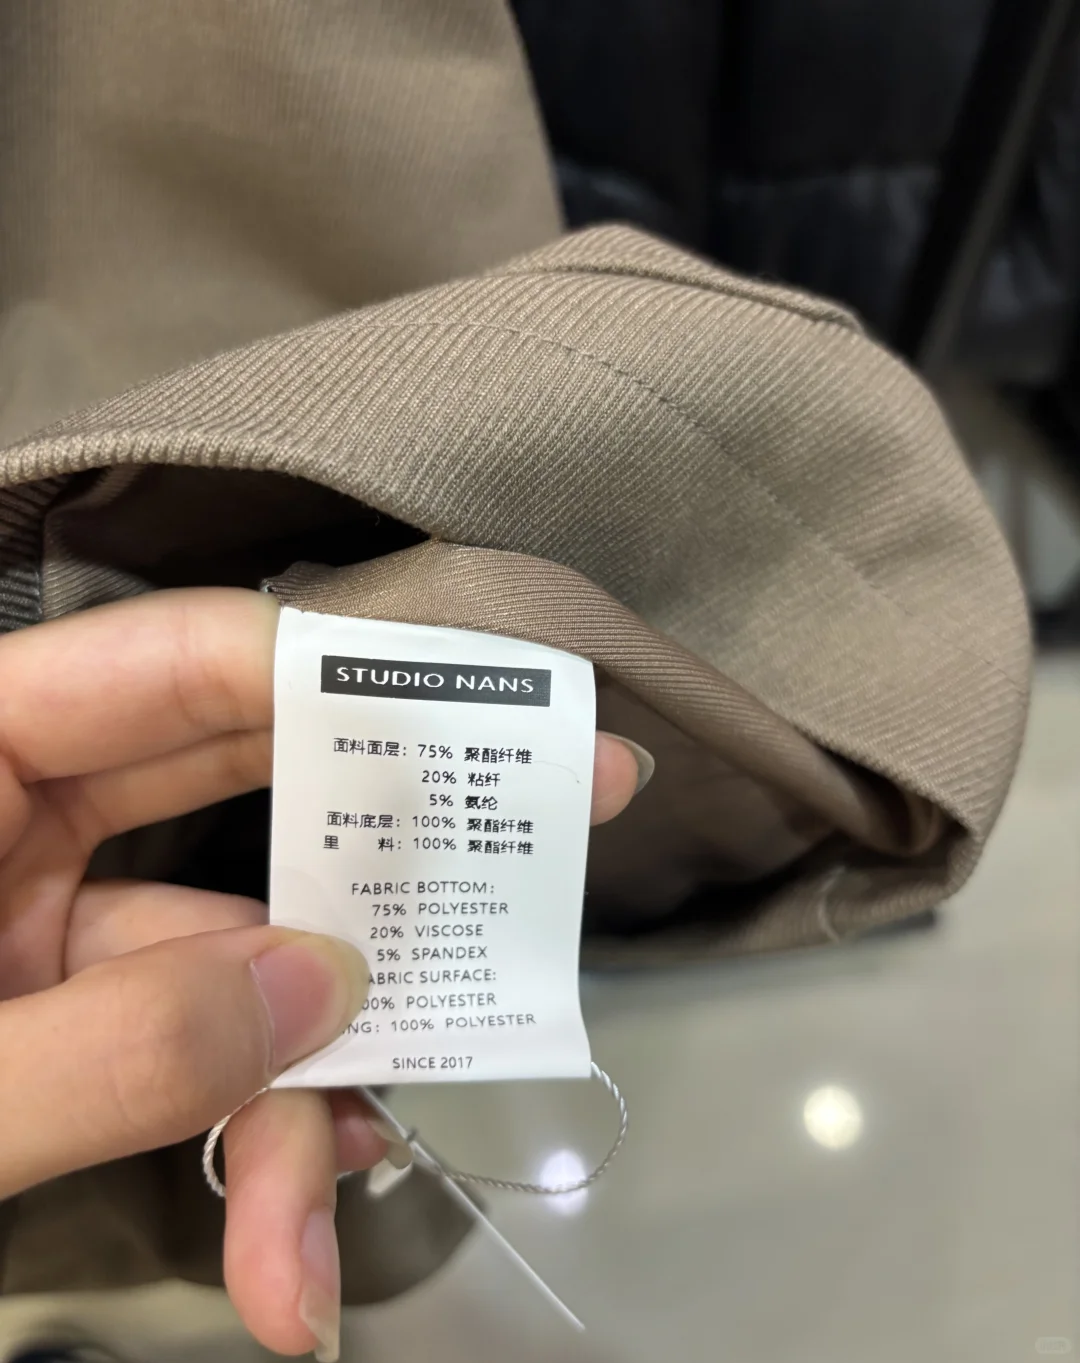 STUDIO NANS
面料面层：75% 聚酯纤维
20% 粘纤
5% 氨纶
面料底层：100% 聚酯纤维
里 料：100% 聚酯纤维
FABRIC BOTTOM:
75% POLYESTER
20% VISCOSE
5% SPANDEX
ABRIC SURFACE:
00% POLYESTER
NG: 100% POLYESTER
SINCE 2017